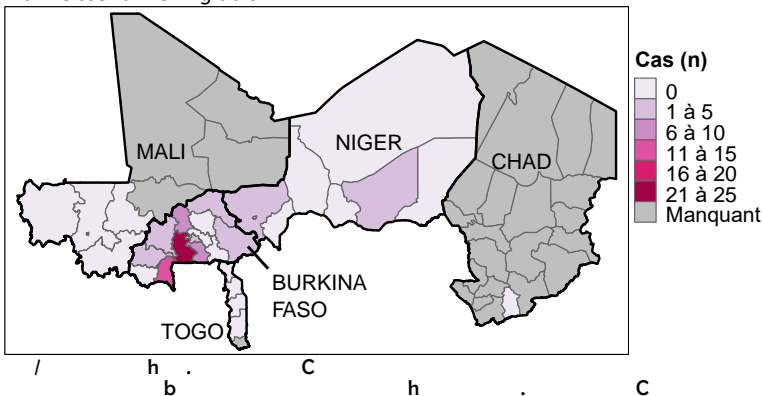 Cas (n)
0
1 à 5
6 à 10
11 à 15
16 à 20
21 à 25
Manquant
MALI
NIGER
CHAD
BURKINA
FASO
TOGO
/ h . C
b h . C